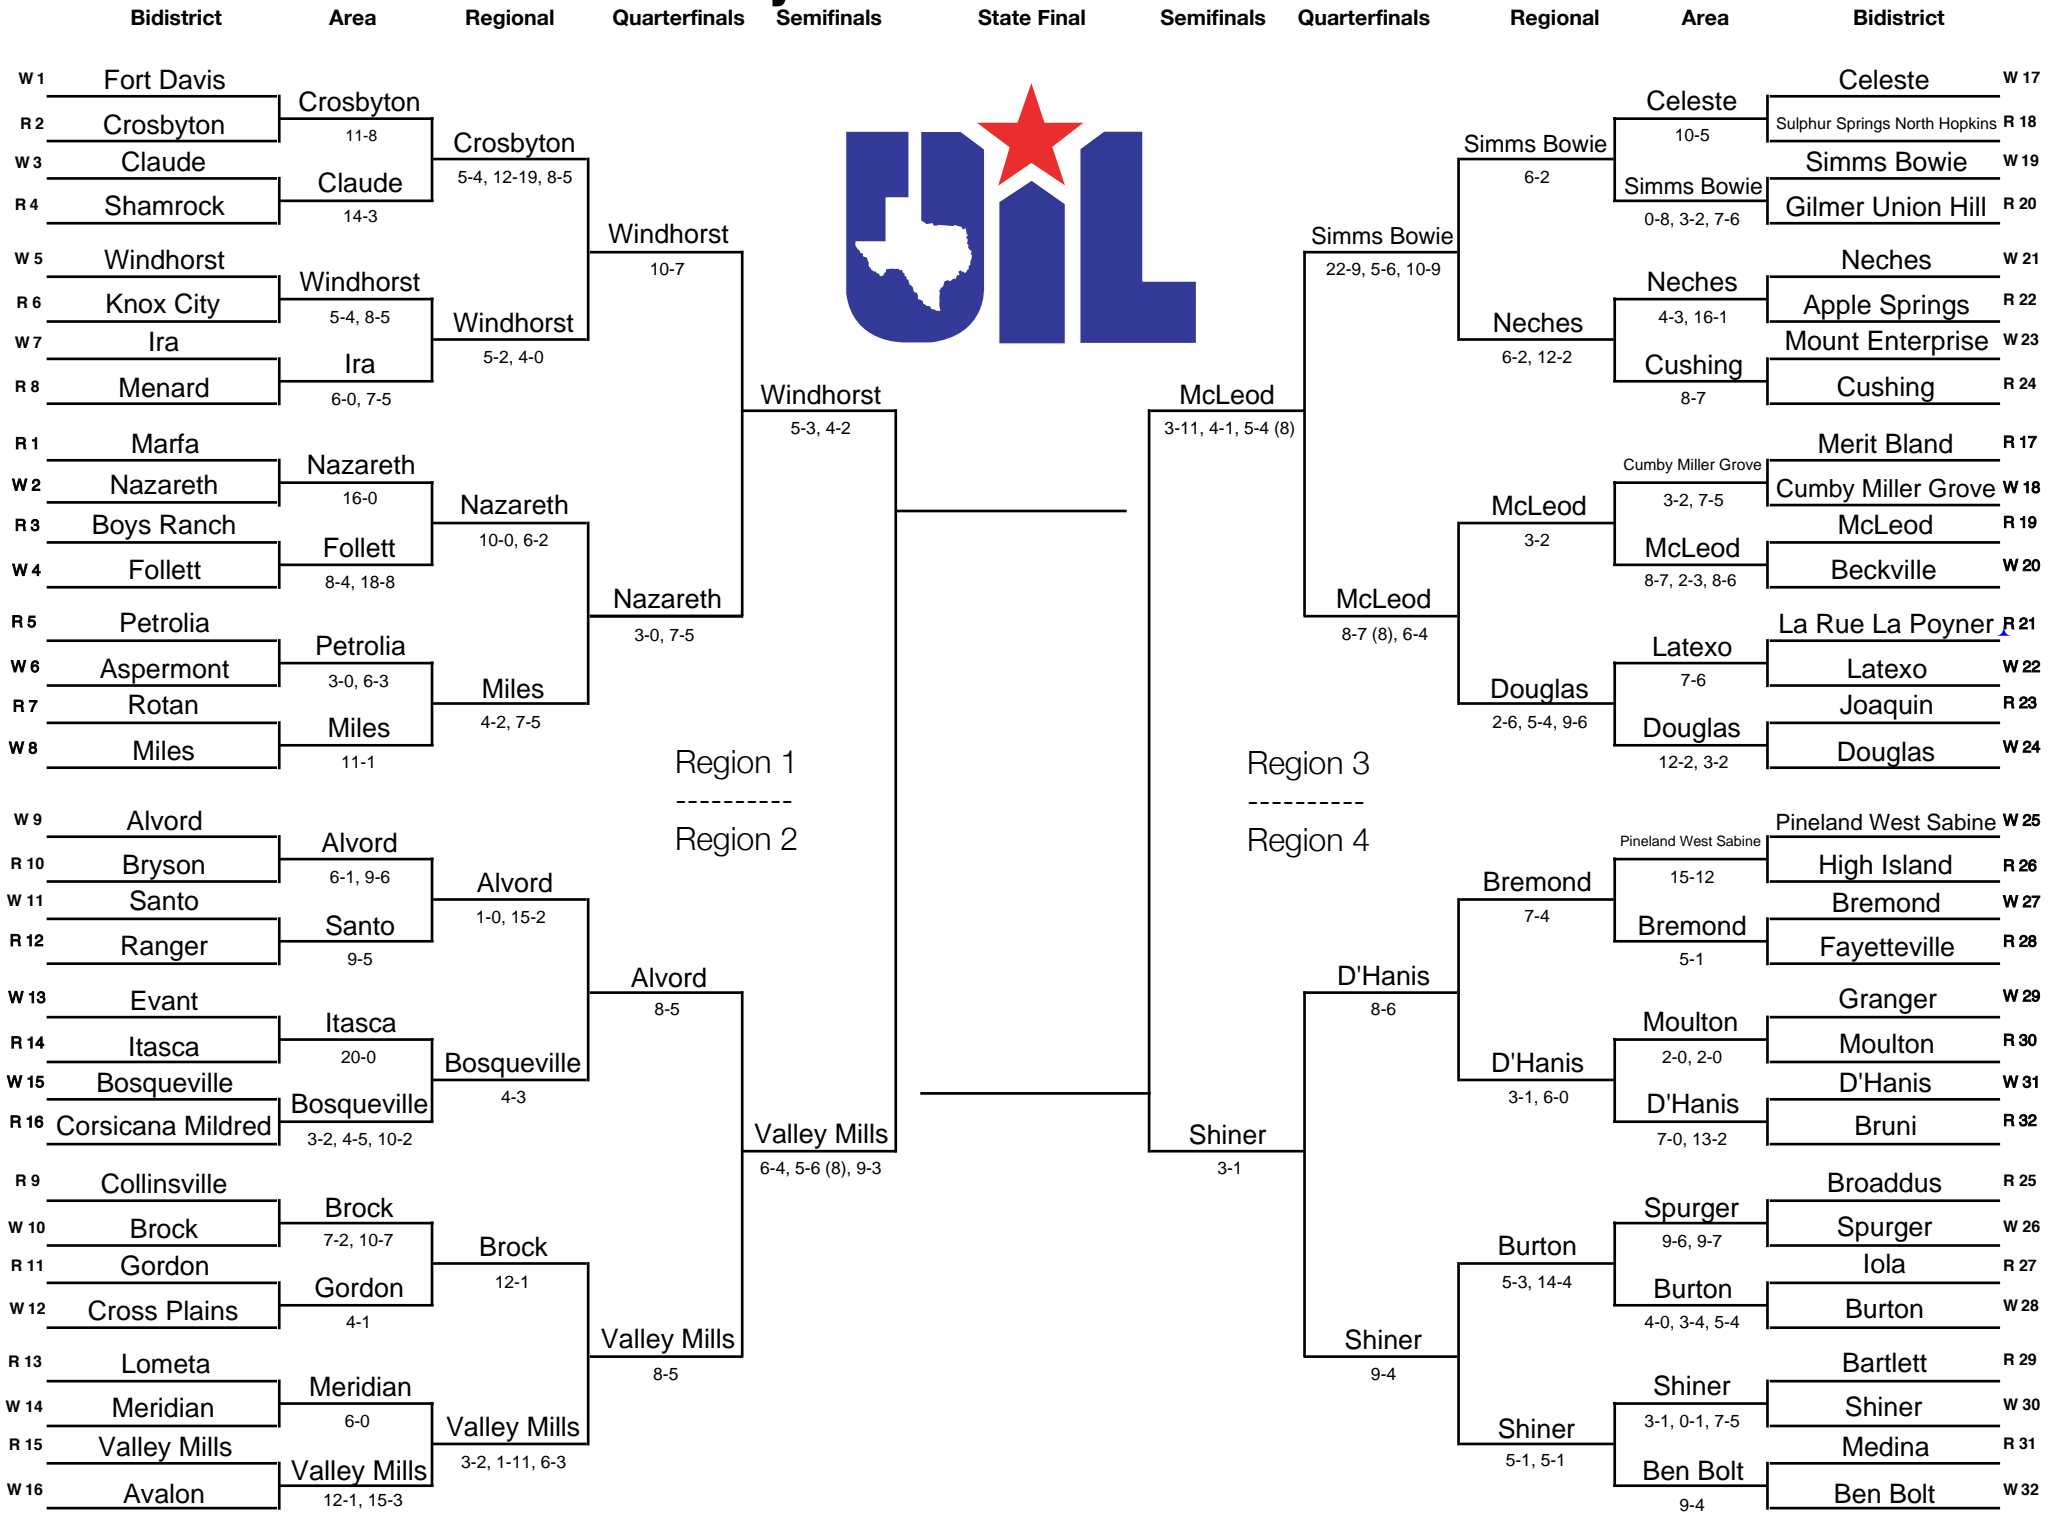 Bidistrict Area Regional Quarterfinals Semifinals State Final Semifinals Quarterfinals Regional Area Bidistrict
W 1 Fort Davis
Crosbyton
R 2 Crosbyton
11-8
Crosbyton
W 3 Claude
5-4, 12-19, 8-5
Claude
R 4 Shamrock
14-3
Windhorst
10-7
W 5 Windhorst
Windhorst
R 6 Knox City
5-4, 8-5
Windhorst
W 7 Ira
5-2, 4-0
Ira
R 8 Menard
6-0, 7-5
Windhorst
5-3, 4-2
R 1 Marfa
Nazareth
W 2 Nazareth
16-0
Nazareth
R 3 Boys Ranch
10-0, 6-2
Follett
W 4 Follett
8-4, 18-8
Nazareth
3-0, 7-5
R 5 Petrolia
Petrolia
W 6 Aspermont
3-0, 6-3
Miles
R 7 Rotan
4-2, 7-5
Miles
W 8 Miles
11-1
Region 1
----------
Region 2
W 9 Alvord
Alvord
R 10 Bryson
6-1, 9-6
Alvord
W 11 Santo
1-0, 15-2
Santo
R 12 Ranger
9-5
Alvord
8-5
W 13 Evant
Itasca
R 14 Itasca
20-0
Bosqueville
W 15 Bosqueville
4-3
Bosqueville
R 16 Corsicana Mildred
3-2, 4-5, 10-2
Valley Mills
6-4, 5-6 (8), 9-3
R 9 Collinsville
Brock
W 10 Brock
7-2, 10-7
Brock
R 11 Gordon
12-1
Gordon
W 12 Cross Plains
4-1
Valley Mills
8-5
R 13 Lometa
Meridian
W 14 Meridian
6-0
Valley Mills
R 15 Valley Mills
3-2, 1-11, 6-3
Valley Mills
W 16 Avalon
12-1, 15-3
UIL
Celeste W 17
Celeste
Sulphur Springs North Hopkins R 18
10-5
Simms Bowie
Simms Bowie W 19
6-2
Simms Bowie
Gilmer Union Hill R 20
0-8, 3-2, 7-6
Simms Bowie
22-9, 5-6, 10-9
Neches W 21
Neches
Apple Springs R 22
4-3, 16-1
Neches
Mount Enterprise W 23
6-2, 12-2
Cushing
Cushing R 24
8-7
McLeod
3-11, 4-1, 5-4 (8)
Merit Bland R 17
Cumby Miller Grove
Cumby Miller Grove W 18
3-2, 7-5
McLeod
McLeod R 19
3-2
McLeod
Beckville W 20
8-7, 2-3, 8-6
McLeod
8-7 (8), 6-4
La Rue La Poyner R 21
Latexo
Latexo W 22
7-6
Douglas
Joaquin R 23
2-6, 5-4, 9-6
Douglas
Douglas W 24
12-2, 3-2
Region 3
----------
Region 4
Pineland West Sabine W 25
Pineland West Sabine
High Island R 26
15-12
Bremond
Bremond W 27
7-4
Bremond
Fayetteville R 28
5-1
D'Hanis
8-6
Granger W 29
Moulton
Moulton R 30
2-0, 2-0
D'Hanis
D'Hanis W 31
3-1, 6-0
D'Hanis
Bruni R 32
7-0, 13-2
Shiner
3-1
Broaddus R 25
Spurger
Spurger W 26
9-6, 9-7
Burton
Iola R 27
5-3, 14-4
Burton
Burton W 28
4-0, 3-4, 5-4
Shiner
9-4
Bartlett R 29
Shiner
Shiner W 30
3-1, 0-1, 7-5
Shiner
Medina R 31
5-1, 5-1
Ben Bolt
Ben Bolt W 32
9-4